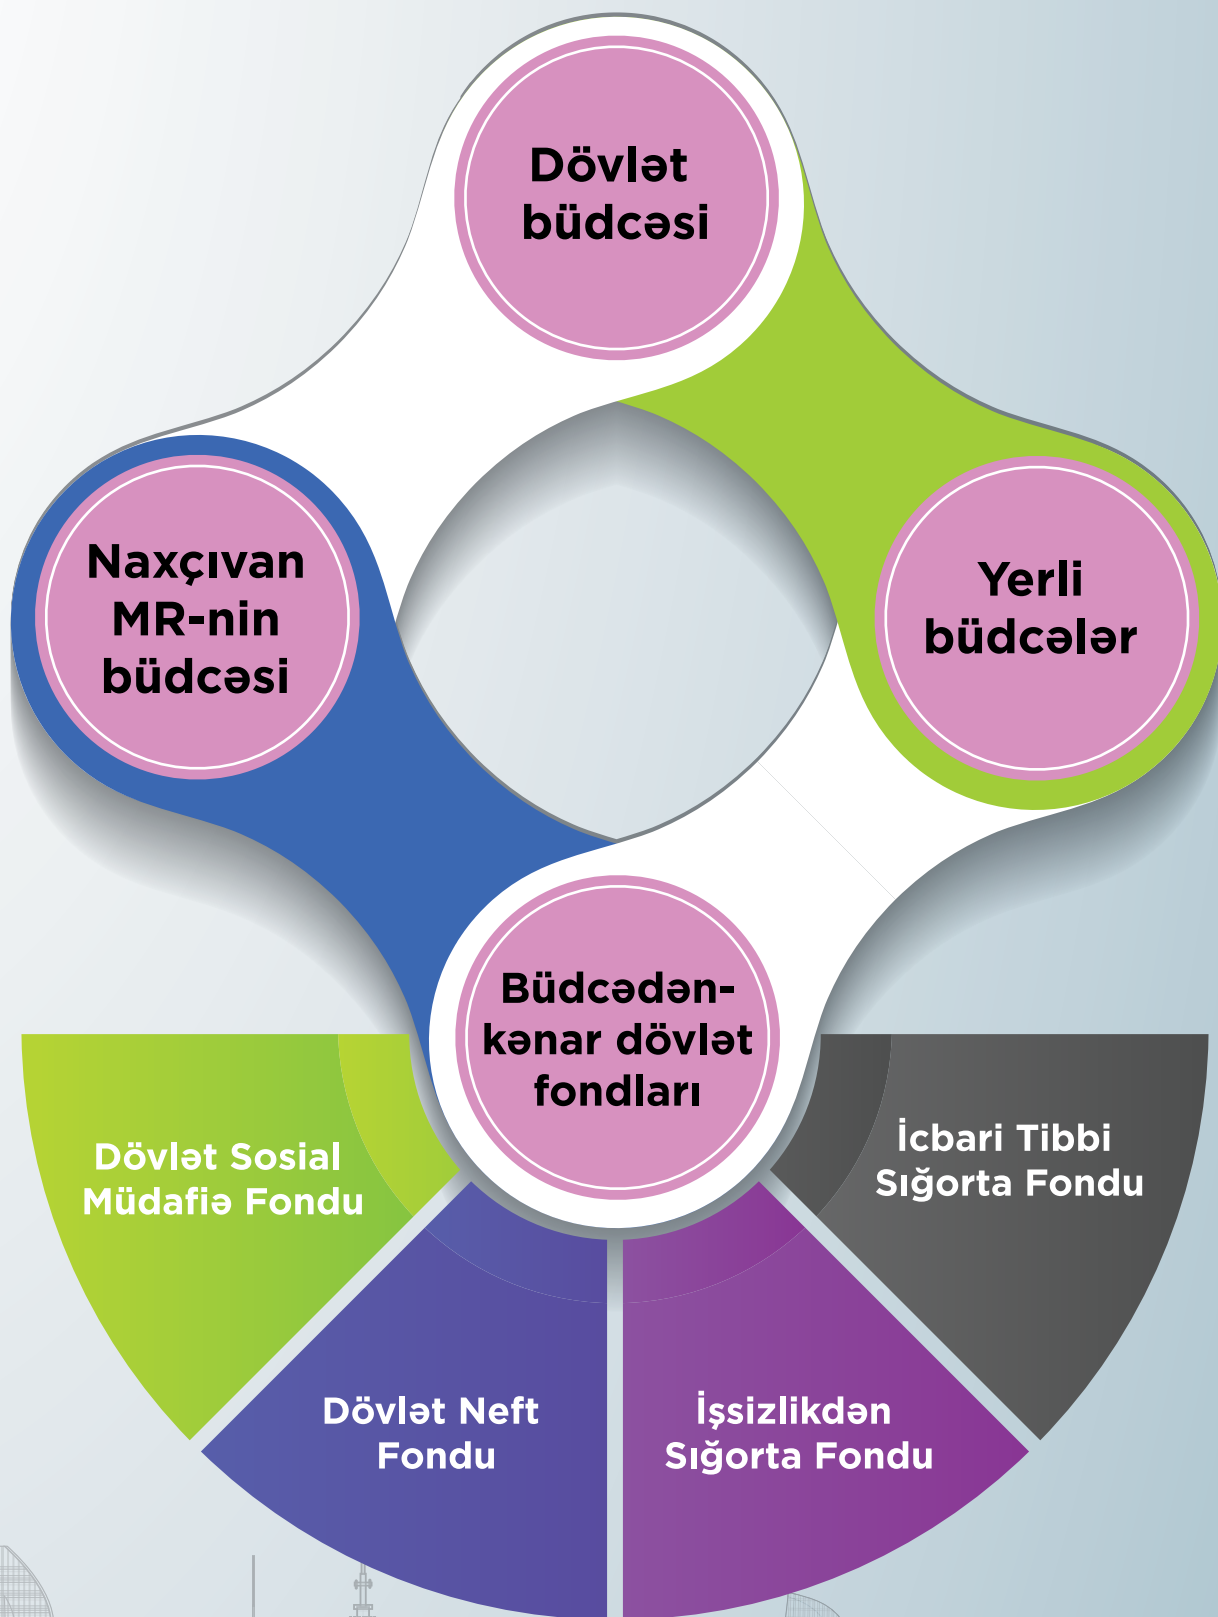 Dövlət
büdcəsi
Naxçıvan
MR-nin
büdcəsi
Yerli
büdcələr
Büdcədən-
kənar dövlət
fondları
Dövlət Sosial
Müdafiə Fondu
Dövlət Neft
Fondu
İşsizlikdən
Sığorta Fondu
İcbari Tibbi
Sığorta Fondu